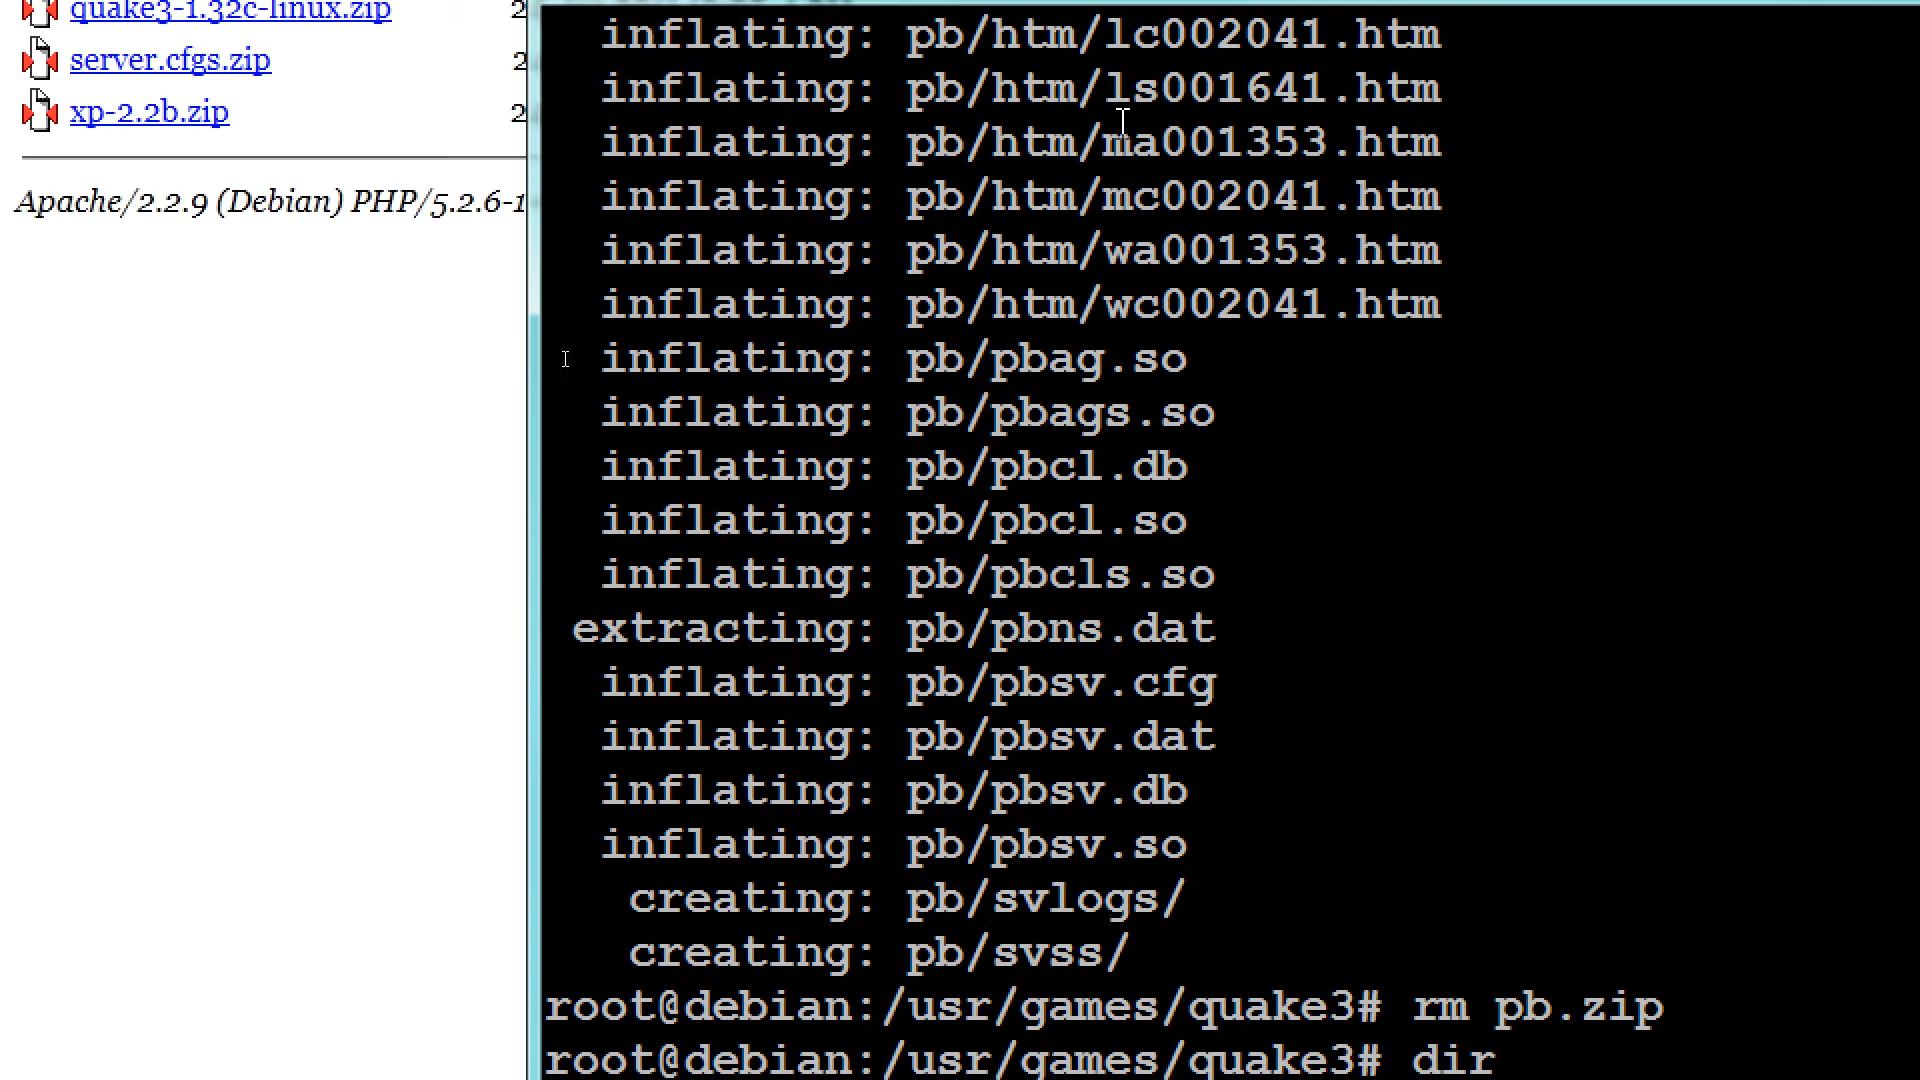 quake3-1.32c-linux.zip 2
server.cfgs.zip 2
xp-2.2b.zip 2
Apache/2.2.9 (Debian) PHP/5.2.6-1
inflating: pb/htm/lc002041.htm
inflating: pb/htm/ls001641.htm
inflating: pb/htm/ma001353.htm
inflating: pb/htm/mc002041.htm
inflating: pb/htm/wa001353.htm
inflating: pb/htm/wc002041.htm
inflating: pb/pbag.so
inflating: pb/pbags.so
inflating: pb/pbcl.db
inflating: pb/pbcl.so
inflating: pb/pbcls.so
extracting: pb/pbns.dat
inflating: pb/pbsv.cfg
inflating: pb/pbsv.dat
inflating: pb/pbsv.db
inflating: pb/pbsv.so
creating: pb/svlogs/
creating: pb/svss/
root@debian:/usr/games/quake3# rm pb.zip
root@debian:/usr/games/quake3# dir